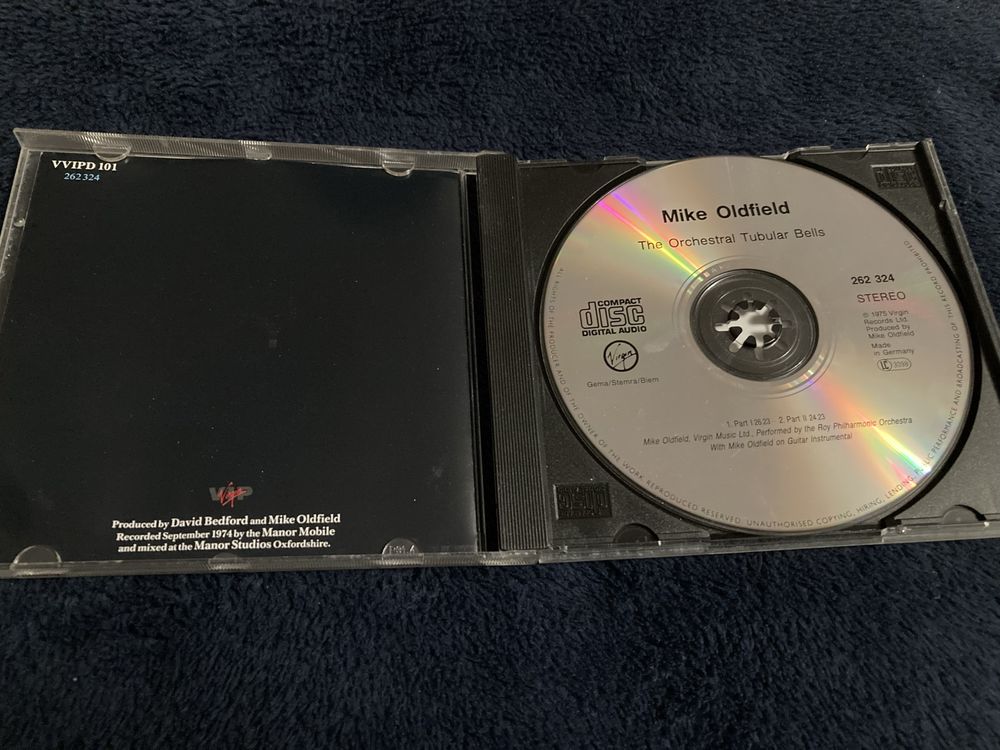 VVIPD 101
262 324
Virgin
VIP
Produced by David Bedford and Mike Oldfield
Recorded September 1974 by the Manor Mobile
and mixed at the Manor Studios Oxfordshire.
Mike Oldfield
The Orchestral Tubular Bells
COMPACT
disc
DIGITAL AUDIO
Virgin
Gema/Stemra/Biem
262 324
STEREO
℗ 1975 Virgin
Records Ltd.
Produced by
Mike Oldfield
Made
in Germany
LC
1. Part I 26 23 2. Part II 24 23
Mike Oldfield, Virgin Music Ltd., Performed by the Roy Philharmonic Orchestra
With Mike Oldfield on Guitar Instrumental
ALL RIGHTS OF THE PRODUCER AND OF THE OWNER OF THE WORK REPRODUCED RESERVED. UNAUTHORISED COPYING, HIRING, LENDING, PUBLIC PERFORMANCE AND BROADCASTING OF THIS RECORD PROHIBITED